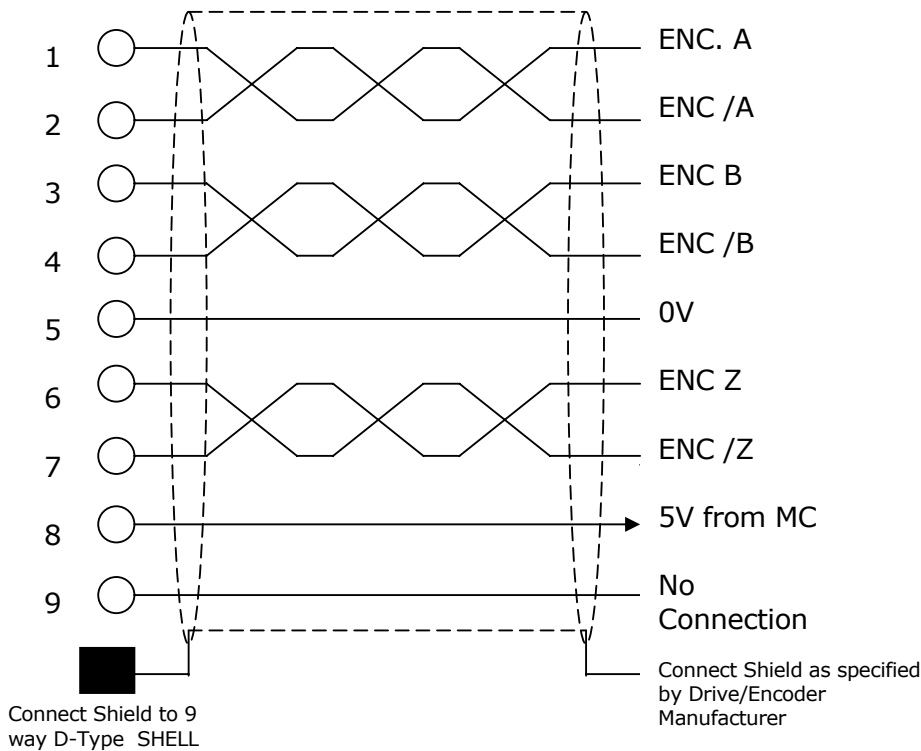 1
ENC. A
2
ENC /A
3
ENC B
4
ENC /B
5
0V
6
ENC Z
7
ENC /Z
8
5V from MC
9
No
Connection
Connect Shield to 9
way D-Type SHELL
Connect Shield as specified
by Drive/Encoder
Manufacturer